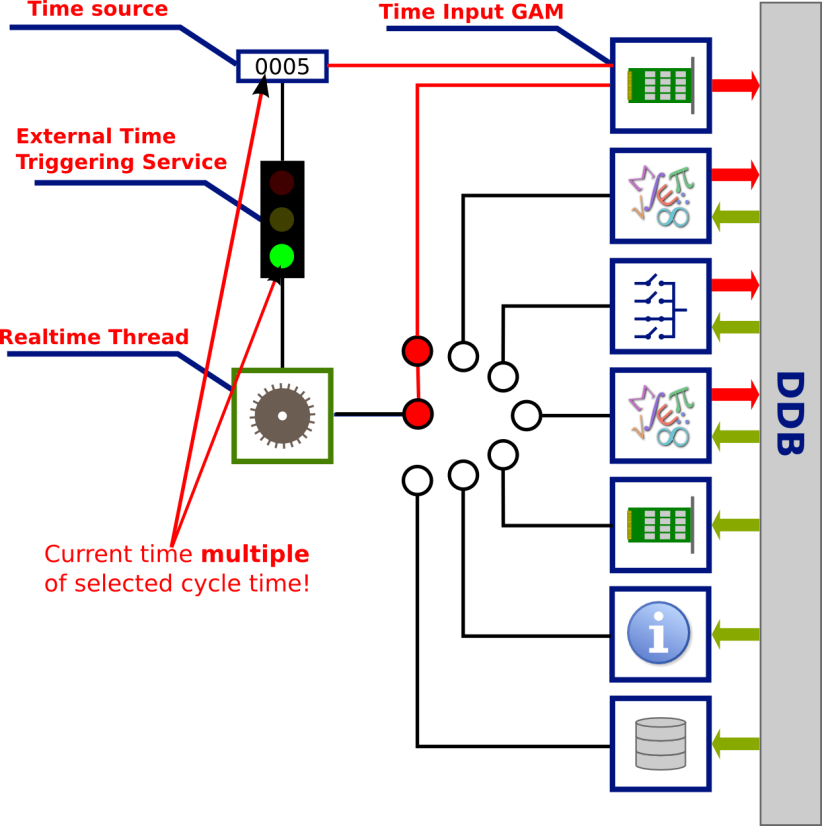 Time source
Time Input GAM
0005
External Time
Triggering Service
Realtime Thread
DDB
Current time multiple
of selected cycle time!